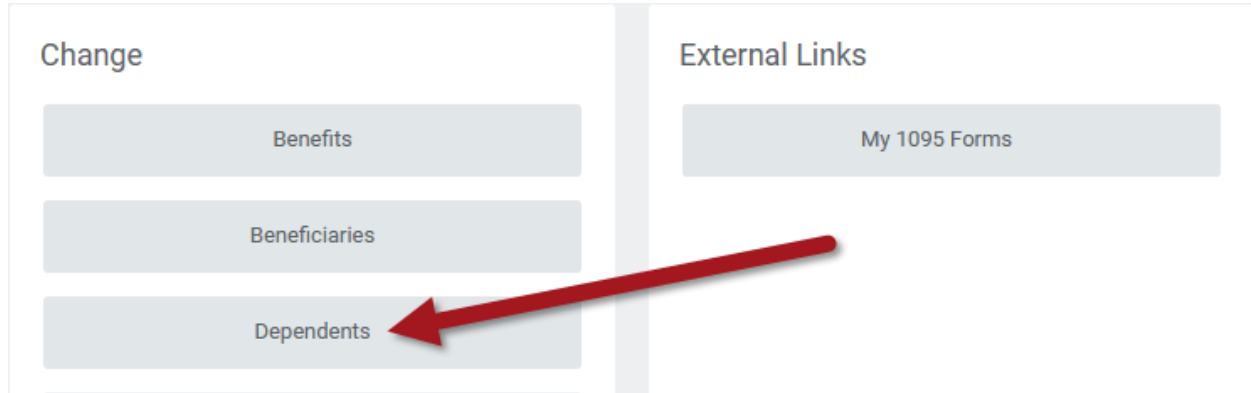 Change
Benefits
Beneficiaries
Dependents
External Links
My 1095 Forms